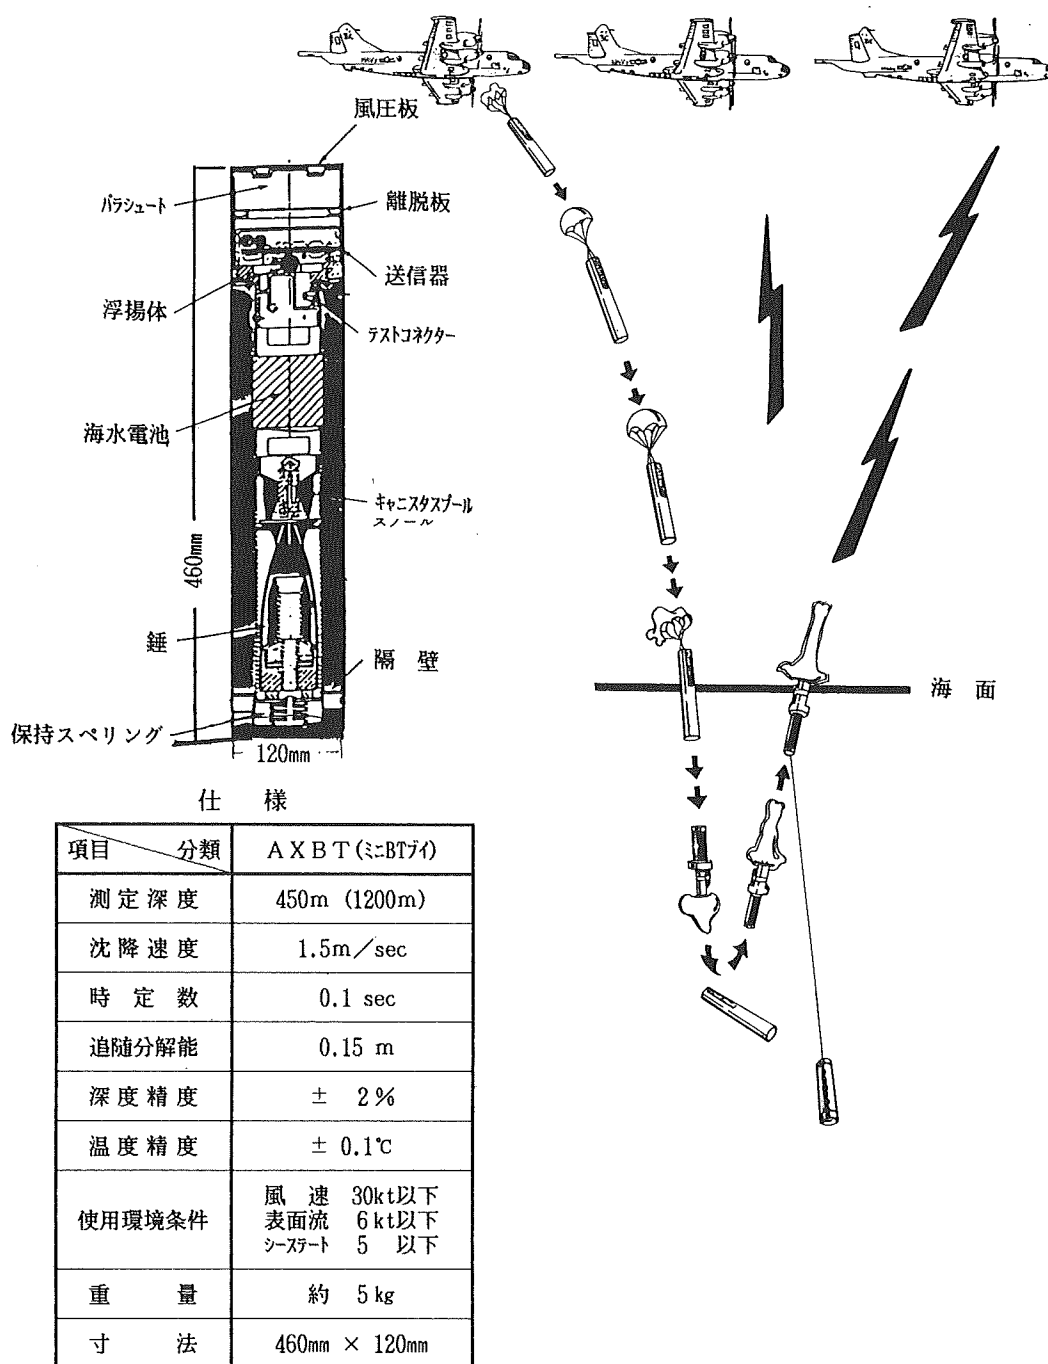 風圧板
パラシュート
離脱板
送信器
浮揚体
テストコネクター
海水電池
キャニスタスプール
スノール
460mm
錘
隔壁
保持スペリング
120mm
海面
仕様
項目 分類 AXBT(ミニBTブイ)
測定深度 450m (1200m)
沈降速度 1.5m/sec
時定数 0.1 sec
追随分解能 0.15 m
深度精度 ± 2%
温度精度 ± 0.1℃
使用環境条件 風速 30kt以下
表面流 6kt以下
シーステート 5 以下
重量 約 5kg
寸法 460mm × 120mm